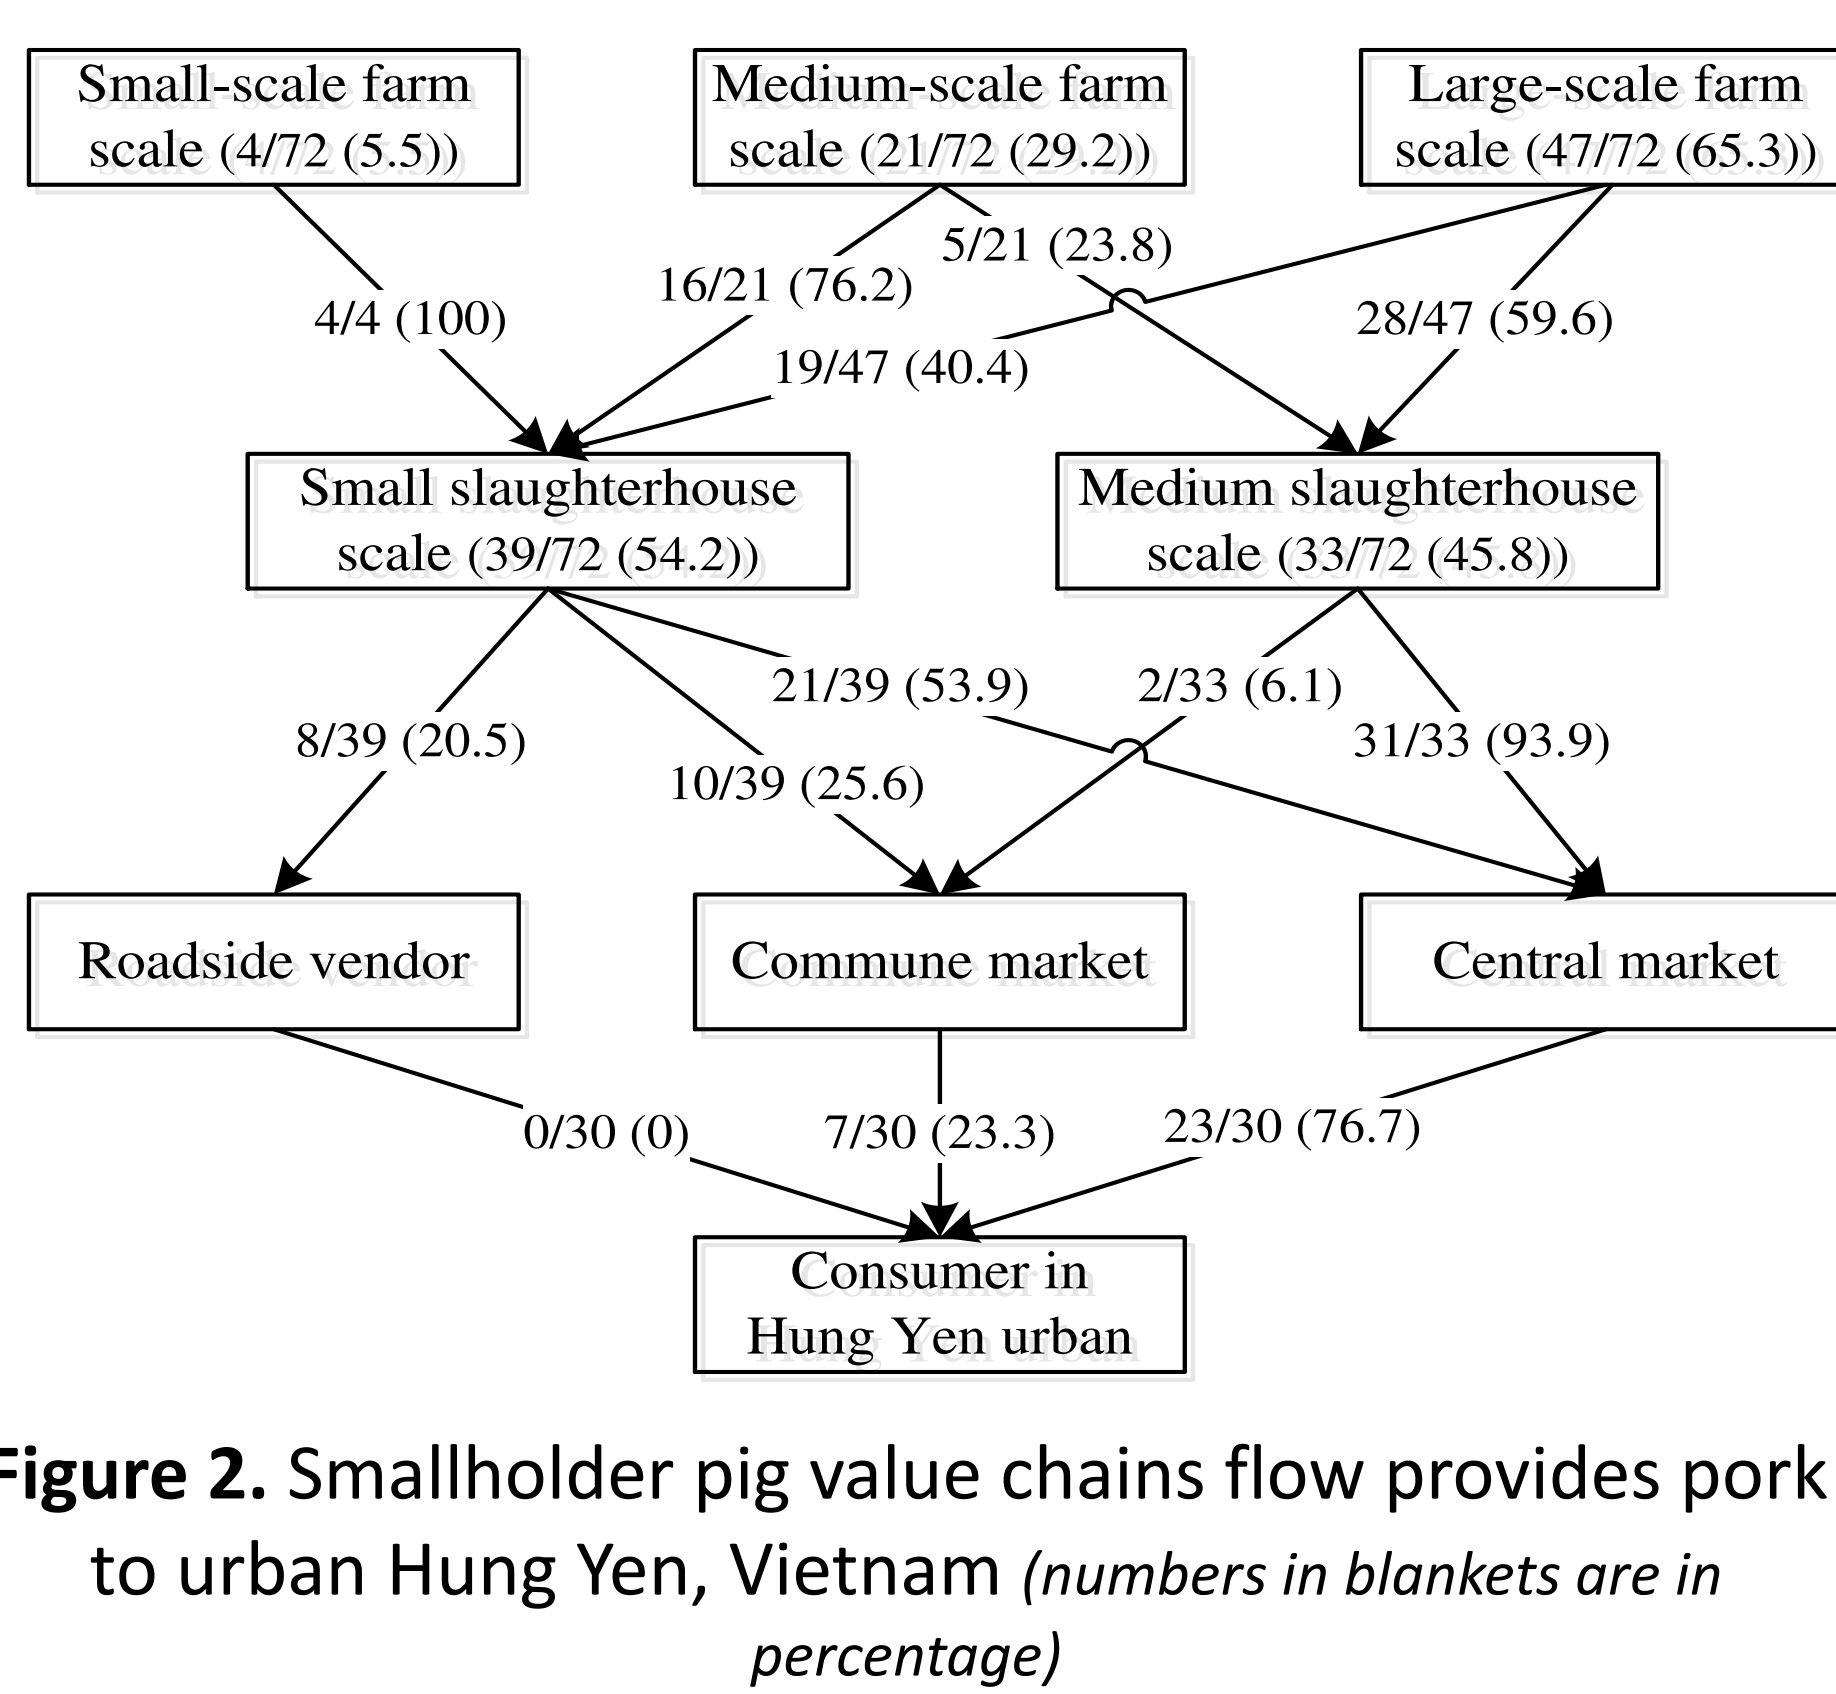 Small-scale farm
scale (4/72 (5.5))
Medium-scale farm
scale (21/72 (29.2))
Large-scale farm
scale (47/72 (65.3))
5/21 (23.8)
16/21 (76.2)
4/4 (100)
28/47 (59.6)
19/47 (40.4)
Small slaughterhouse
scale (39/72 (54.2))
Medium slaughterhouse
scale (33/72 (45.8))
21/39 (53.9)
2/33 (6.1)
8/39 (20.5)
31/33 (93.9)
10/39 (25.6)
Roadside vendor
Commune market
Central market
0/30 (0)
7/30 (23.3)
23/30 (76.7)
Consumer in
Hung Yen urban
Figure 2. Smallholder pig value chains flow provides pork
to urban Hung Yen, Vietnam (numbers in blankets are in
percentage)